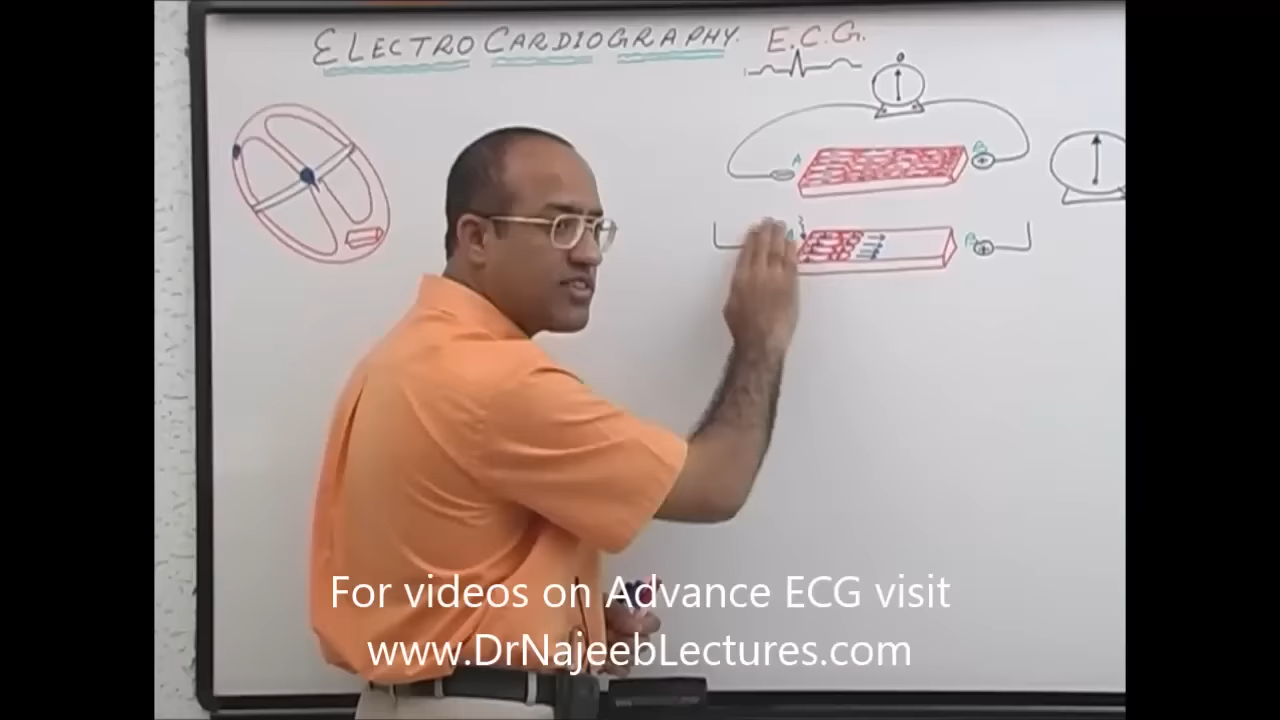 ELECTRO CARDIOGRAPHY. E.C.G.
A
B
B
For videos on Advance ECG visit
www.DrNajeebLectures.com